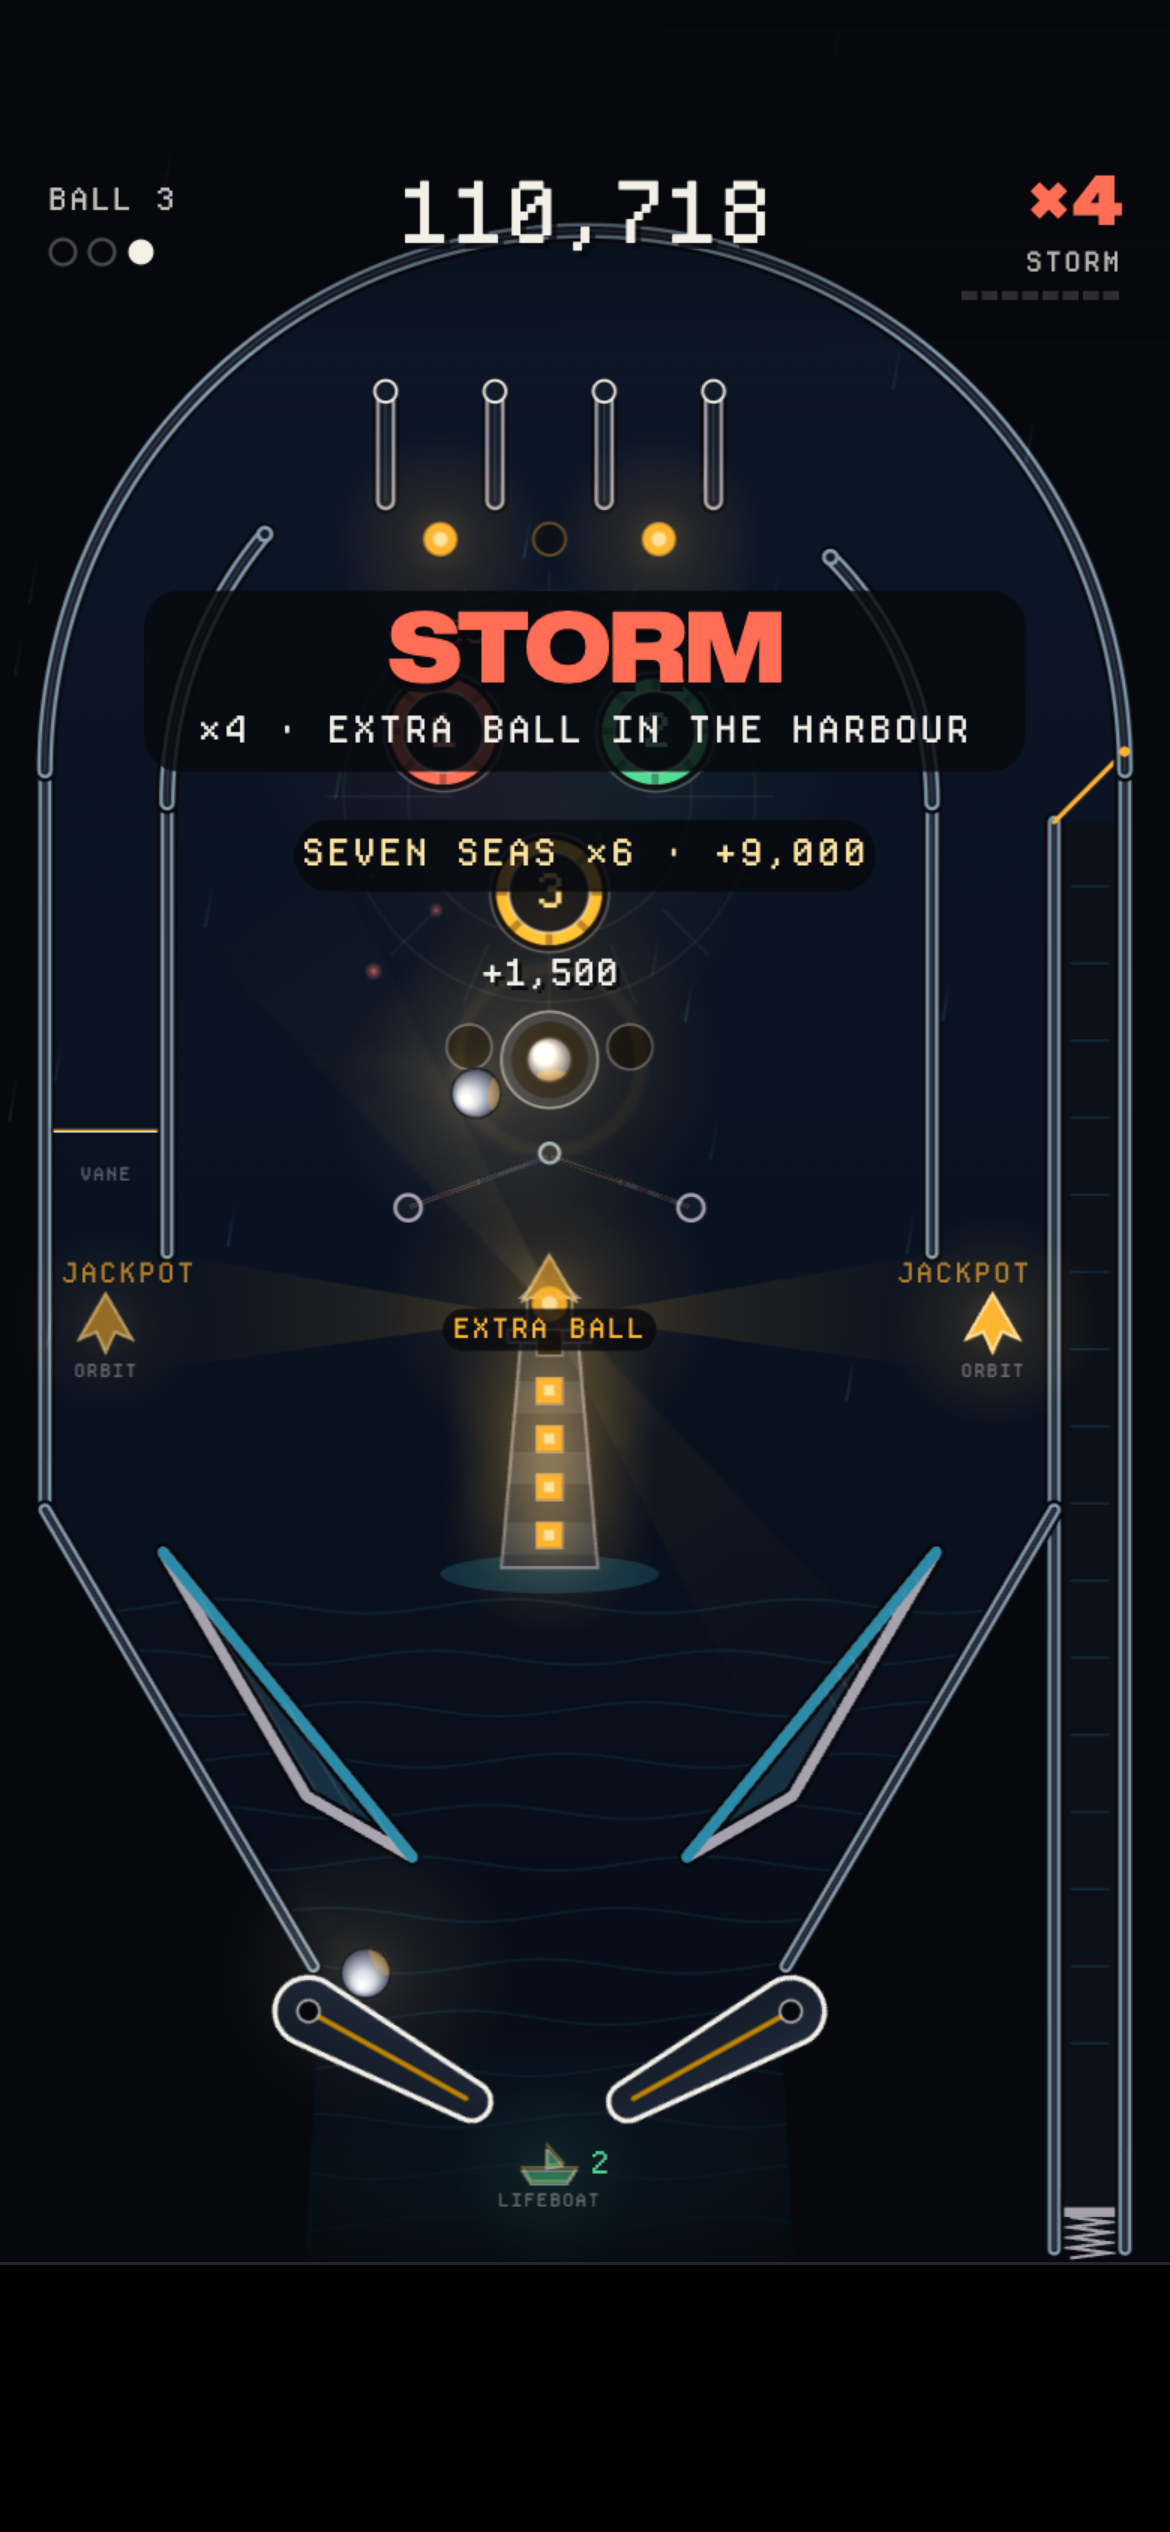 BALL 3
110,718
×4
STORM
STORM
×4 · EXTRA BALL IN THE HARBOUR
SEVEN SEAS ×6 · +9,000
3
+1,500
VANE
JACKPOT
JACKPOT
EXTRA BALL
ORBIT
ORBIT
2
LIFEBOAT